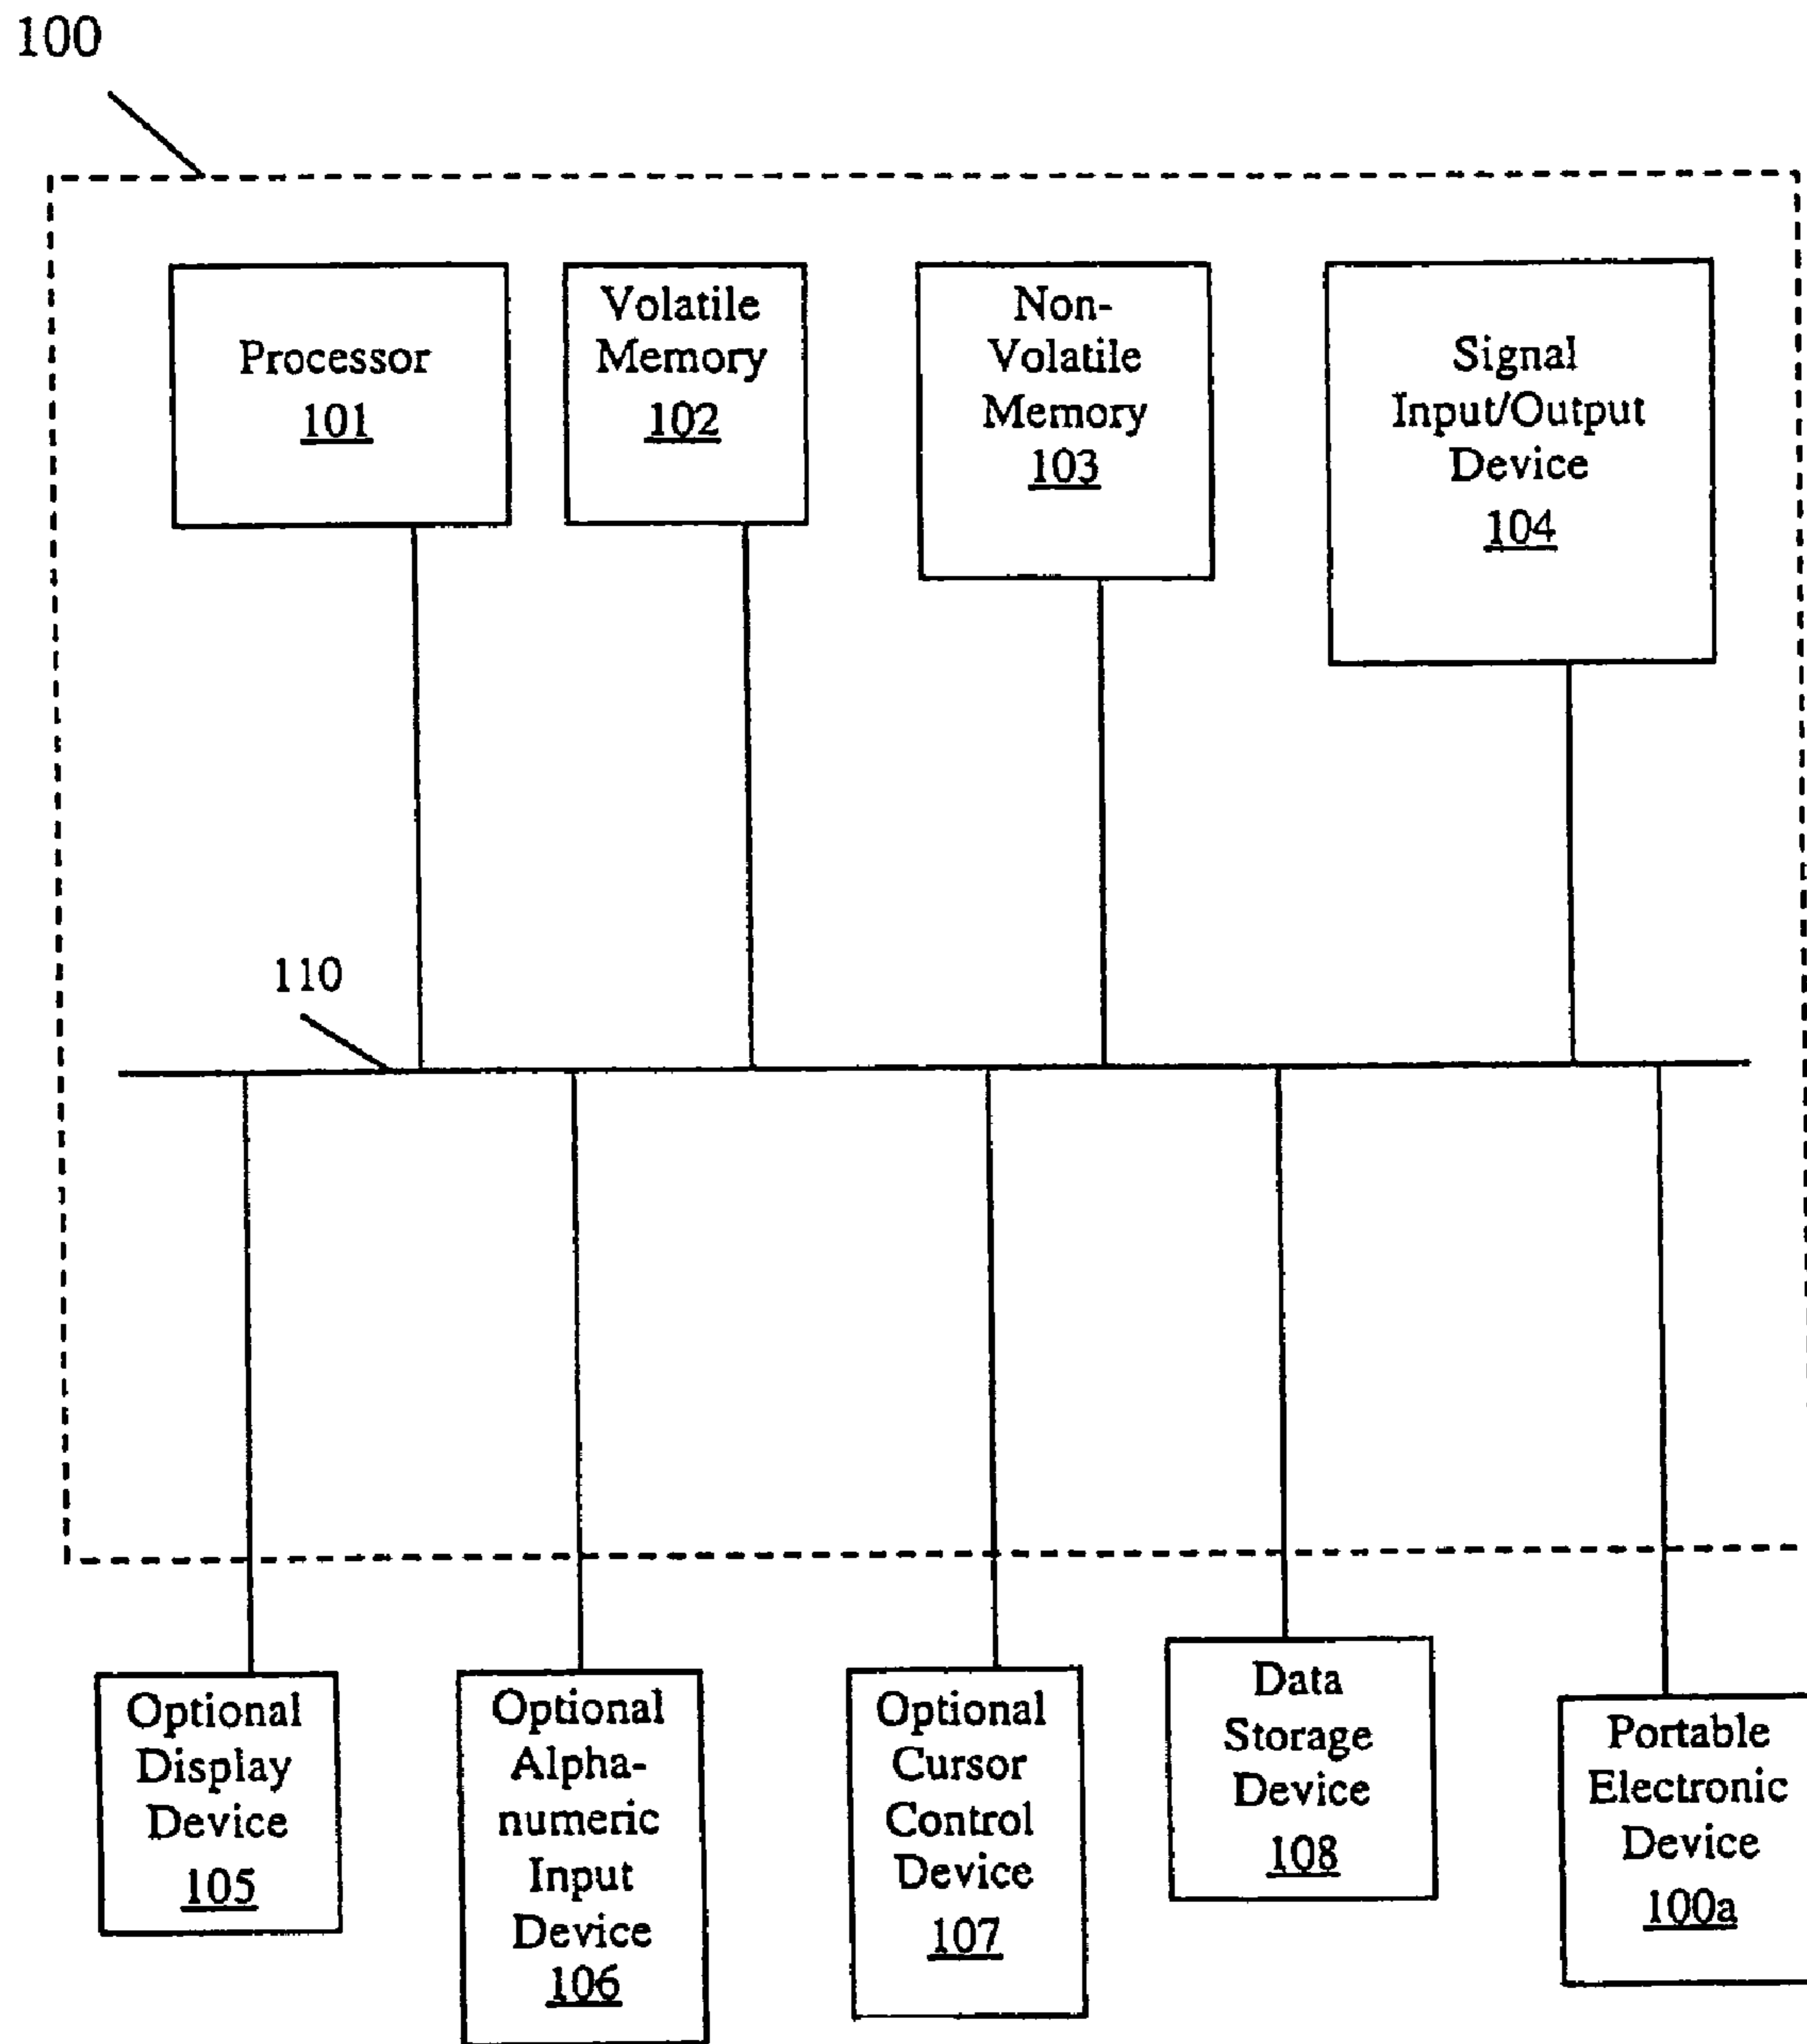 100
Processor
101
Volatile
Memory
102
Non-
Volatile
Memory
103
Signal
Input/Output
Device
104
110
Optional
Display
Device
105
Optional
Alpha-
numeric
Input
Device
106
Optional
Cursor
Control
Device
107
Data
Storage
Device
108
Portable
Electronic
Device
100a